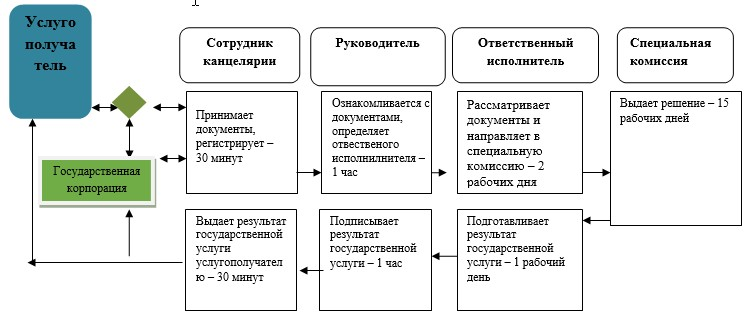 Услуго
получа
тель
Сотрудник
канцелярии
Руководитель
Ответственный
исполнитель
Специальная
комиссия
Принимает
документы,
регистрирует –
30 минут
Ознакомливается с
документами,
определяет
отвественого
исполнилнителя –
1 час
Рассматривает
документы и
направляет в
специальную
комиссию – 2
рабочих дня
Выдает решение – 15
рабочих дней
Государственная
корпорация
Выдает результат
государственной
услуги
услугополучател
ю – 30 минут
Подписывает
результат
государственной
услуги – 1 час
Подготавливает
результат
государственной
услуги – 1 рабочий
день